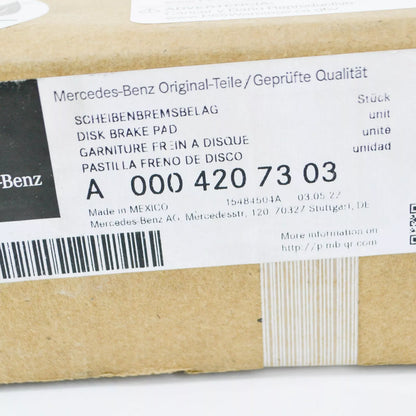 Mercedes-Benz Original-Teile/Geprüfte Qualität
SCHEIBENBREMSBELAG Stück
DISK BRAKE PAD unit
GARNITURE FREIN A DISQUE unité
PASTILLA FRENO DE DISCO unidad
-Benz
A 000 420 73 03
Made in MEXICO 15484504A 03.05.22
Mercedes-Benz AG, Mercedesstr. 120, 70327 Stuttgart, DE
More information on
http://p.mb-qr.com